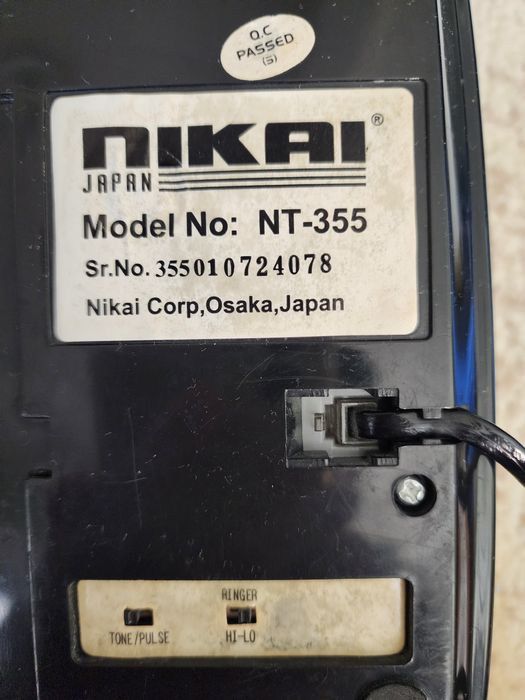 Q.C
PASSED
(5)
NIKAI®
JAPAN
Model No: NT-355
Sr.No. 355010724078
Nikai Corp,Osaka,Japan
RINGER
TONE/PULSE HI-LO